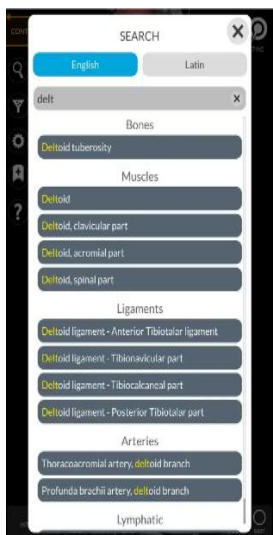 SEARCH
English
Latin
delt
Bones
Deltoid tuberosity
Muscles
Deltoid
Deltoid, clavicular part
Deltoid, acromial part
Deltoid, spinal part
Ligaments
Deltoid ligament - Anterior Tibiotalar ligament
Deltoid ligament - Tibionavicular part
Deltoid ligament - Tibiocalcaneal part
Deltoid ligament - Posterior Tibiotalar part
Arteries
Thoracoacromial artery, deltoid branch
Profunda brachii artery, deltoid branch
Lymphatic